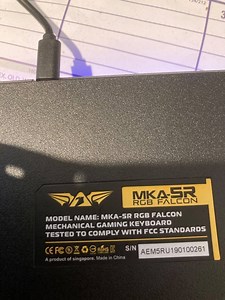 MKA-5R
RGB FALCON
MODEL NAME: MKA-5R RGB FALCON
MECHANICAL GAMING KEYBOARD
TESTED TO COMPLY WITH FCC STANDARDS
S/N AEM5RU190100261
A product of singapore. Made in China